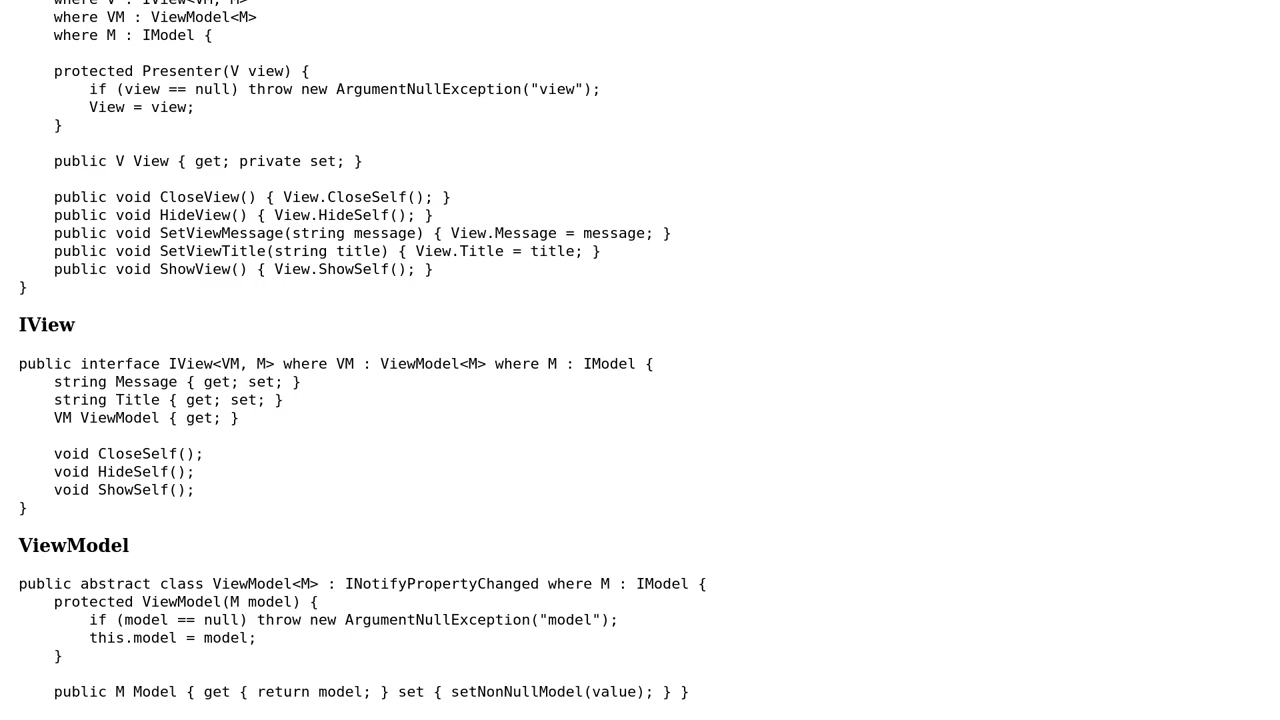 where V : IView<VM, M>
where VM : ViewModel<M>
where M : IModel {
protected Presenter(V view) {
if (view == null) throw new ArgumentNullException("view");
View = view;
}
public V View { get; private set; }
public void CloseView() { View.CloseSelf(); }
public void HideView() { View.HideSelf(); }
public void SetViewMessage(string message) { View.Message = message; }
public void SetViewTitle(string title) { View.Title = title; }
public void ShowView() { View.ShowSelf(); }
}
IView
public interface IView<VM, M> where VM : ViewModel<M> where M : IModel {
string Message { get; set; }
string Title { get; set; }
VM ViewModel { get; }
void CloseSelf();
void HideSelf();
void ShowSelf();
}
ViewModel
public abstract class ViewModel<M> : INotifyPropertyChanged where M : IModel {
protected ViewModel(M model) {
if (model == null) throw new ArgumentNullException("model");
this.model = model;
}
public M Model { get { return model; } set { setNonNullModel(value); } }